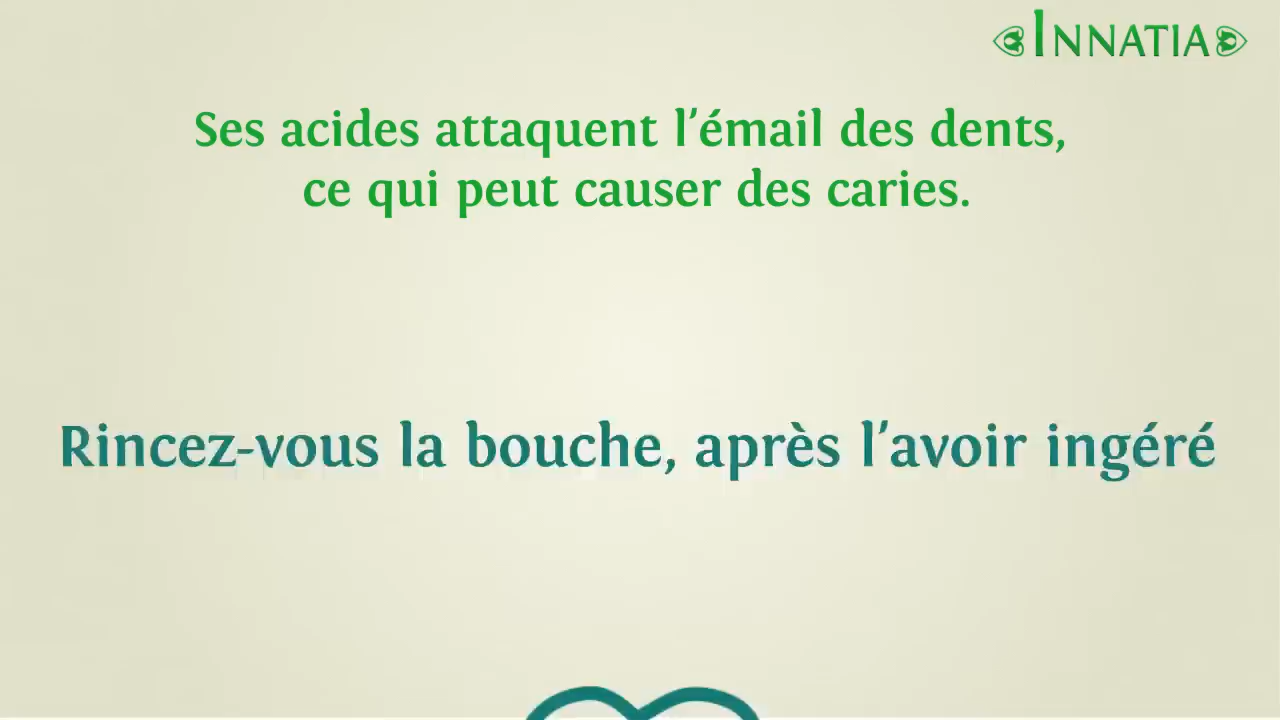 INNATIA
Ses acides attaquent l'émail des dents,
ce qui peut causer des caries.
Rincez-vous la bouche, après l'avoir ingéré